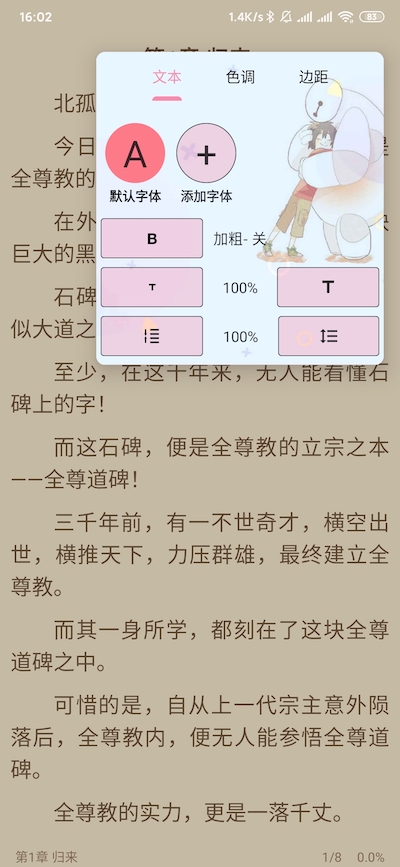 16:02 1.4K/s 83
文本 色调 边距
A +
默认字体 添加字体
B 加粗- 关
T 100% T
100%
北孤
今日
全尊教的
在外
巨大的黑
石碑
似大道之
至少，在这十年来，无人能看懂石
碑上的字！
而这石碑，便是全尊教的立宗之本
——全尊道碑！
三千年前，有一不世奇才，横空出
世，横推天下，力压群雄，最终建立全
尊教。
而其一身所学，都刻在了这块全尊
道碑之中。
可惜的是，自从上一代宗主意外陨
落后，全尊教内，便无人能参悟全尊道
碑。
全尊教的实力，更是一落千丈。
第1章 归来 1/8 0.0%